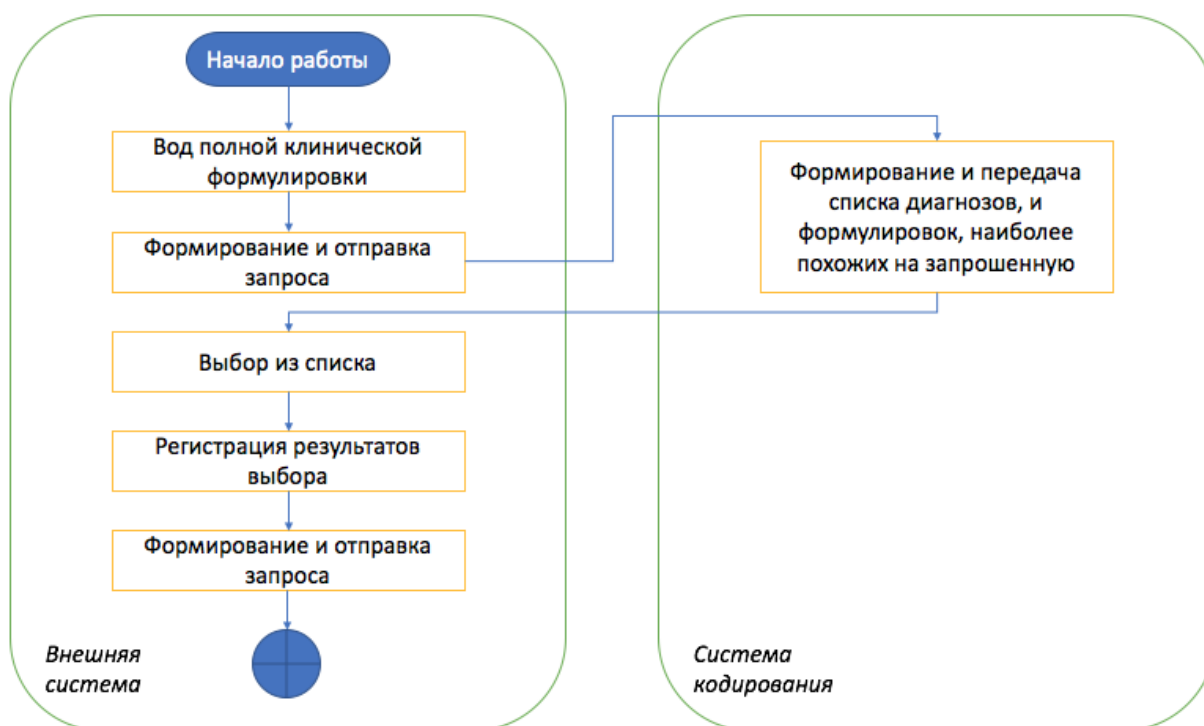 Начало работы
Вод полной клинической
формулировки
Формирование и отправка
запроса
Формирование и передача
списка диагнозов, и
формулировок, наиболее
похожих на запрошенную
Выбор из списка
Регистрация результатов
выбора
Формирование и отправка
запроса
Внешняя
система
Система
кодирования